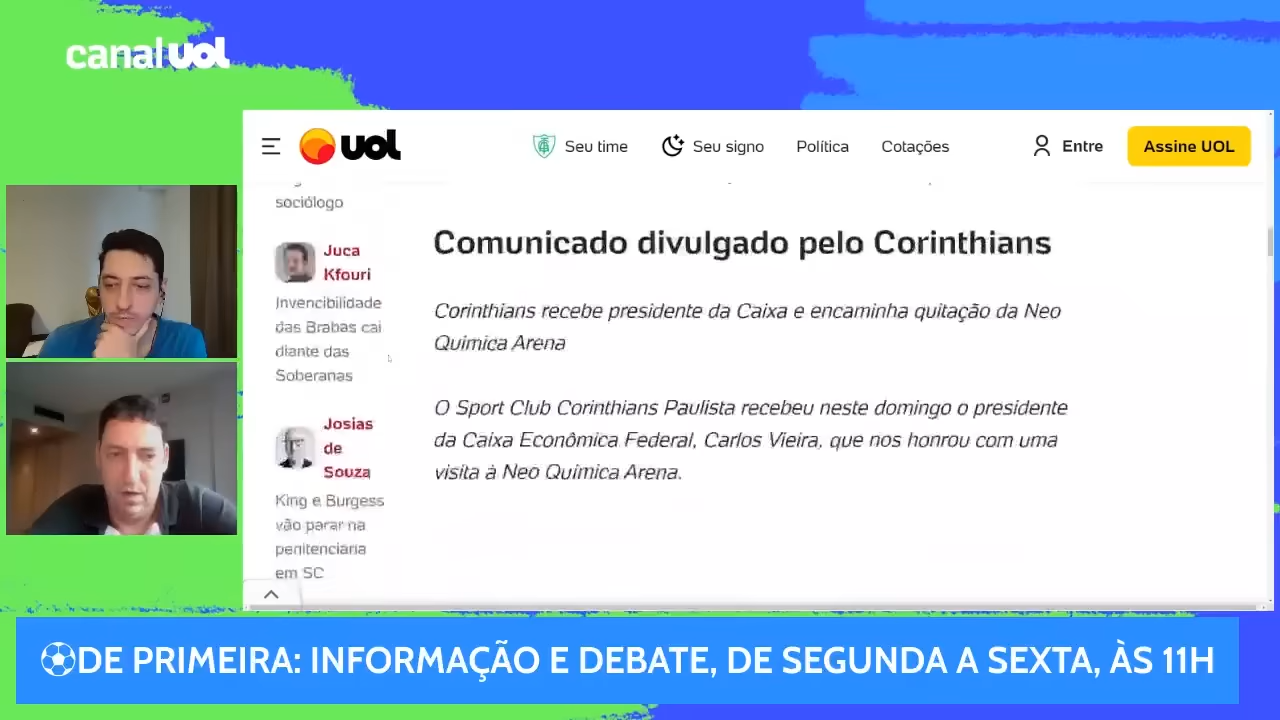 canal uol
uol
Seu time
Seu signo
Política
Cotações
Entre
Assine UOL
sociólogo
Juca
Kfouri
Invencibilidade
das Brabas cai
diante das
Soberanas
Josias
de
Souza
King e Burgess
vão parar na
penitenciária
em SC
Comunicado divulgado pelo Corinthians
Corinthians recebe presidente da Caixa e encaminha quitação da Neo
Química Arena
O Sport Club Corinthians Paulista recebeu neste domingo o presidente
da Caixa Econômica Federal, Carlos Vieira, que nos honrou com uma
visita à Neo Química Arena.
DE PRIMEIRA: INFORMAÇÃO E DEBATE, DE SEGUNDA A SEXTA, ÀS 11H